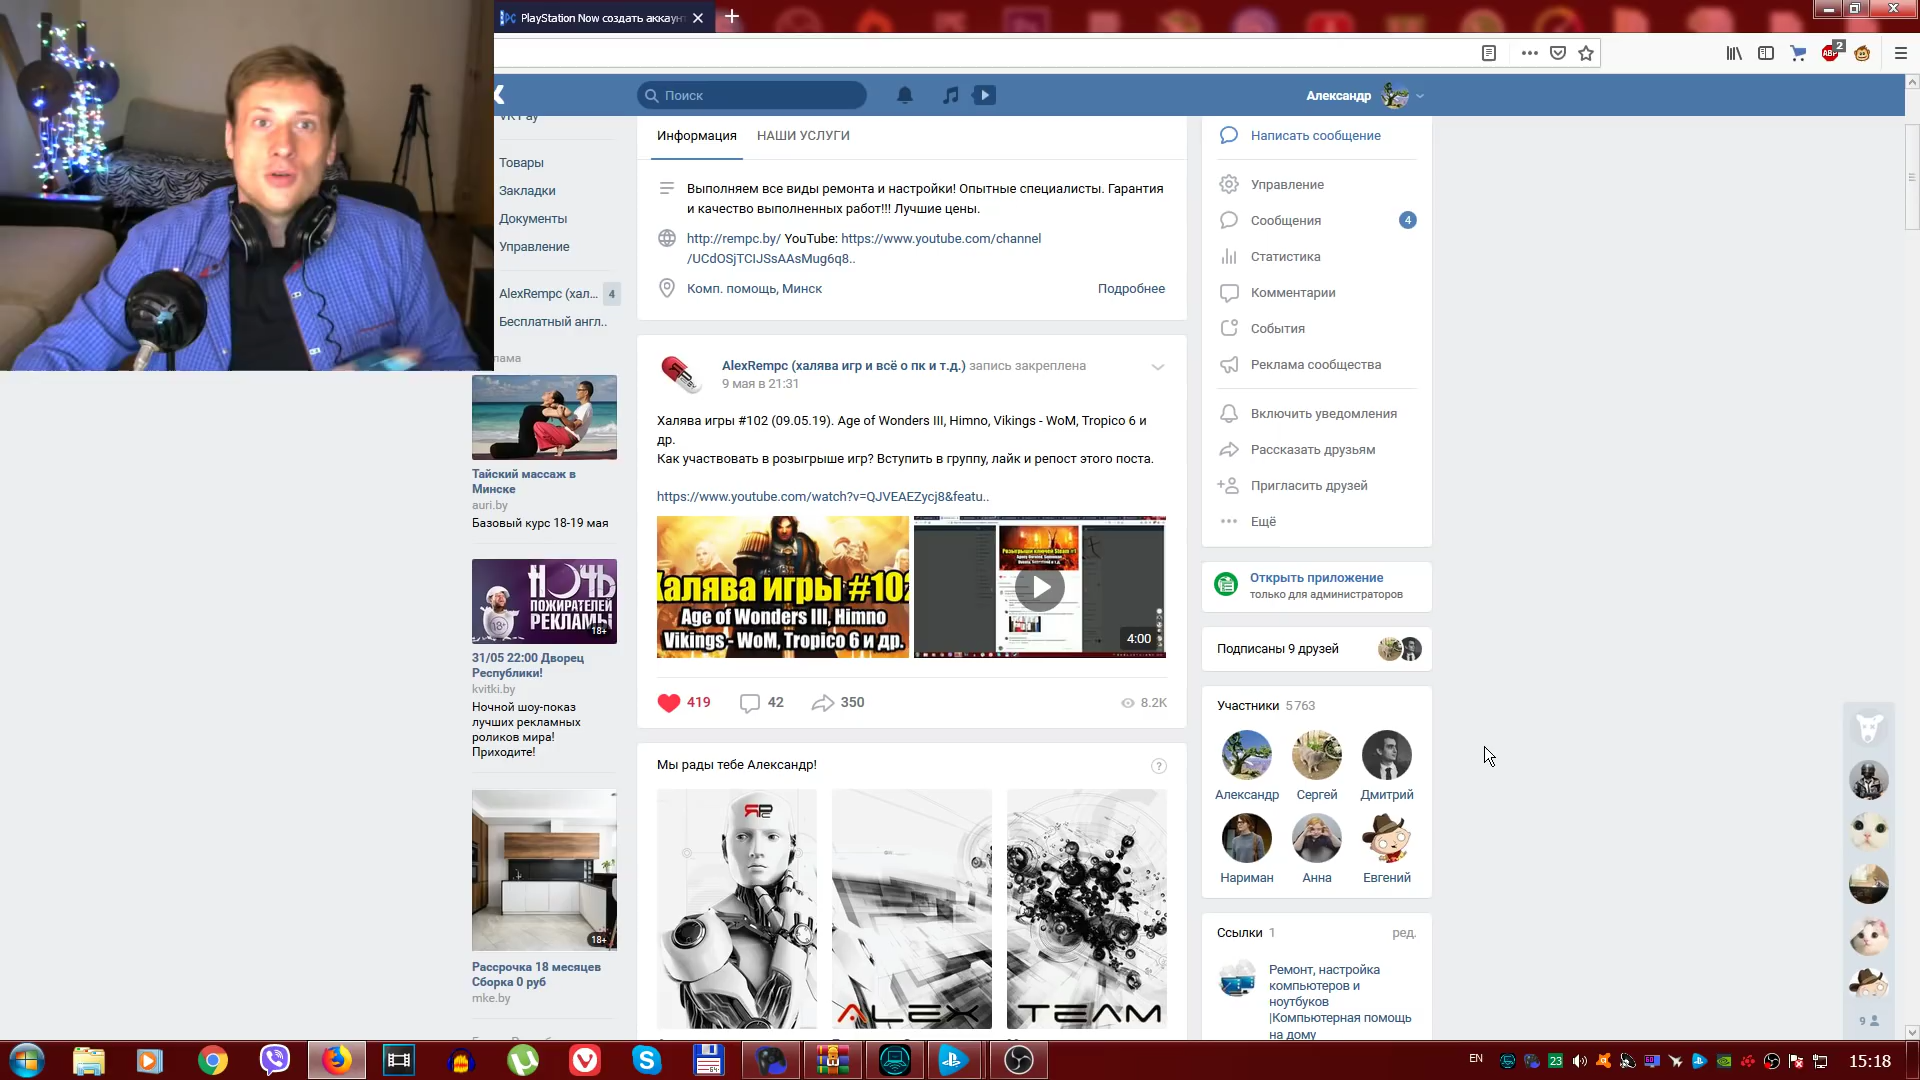 PlayStation Now создать аккаунт
2
Поиск
Александр
VK Pay
Товары
Закладки
Документы
Управление
AlexRempc (хал... 4
Бесплатный англ..
Информация
НАШИ УСЛУГИ
Выполняем все виды ремонта и настройки! Опытные специалисты. Гарантия
и качество выполненных работ!!! Лучшие цены.
http://rempc.by/ YouTube: https://www.youtube.com/channel
/UCdOSjTCIJSsAAsMug6q8..
Комп. помощь, Минск
Подробнее
AlexRempc (халява игр и всё о пк и т.д.) запись закреплена
9 мая в 21:31
Халява игры #102 (09.05.19). Age of Wonders III, Himno, Vikings - WoM, Tropico 6 и
др.
Как участвовать в розыгрыше игр? Вступить в группу, лайк и репост этого поста.
https://www.youtube.com/watch?v=QJVEAEZycj8&featu..
Халява игры #102
Age of Wonders III, Himno
Vikings - WoM, Tropico 6 и др.
4:00
419
42
350
8.2K
Мы рады тебе Александр!
?
ALEX TEAM
Тайский массаж в
Минске
auri.by
Базовый курс 18-19 мая
НОЧЬ
ПОЖИРАТЕЛЕЙ
РЕКЛАМЫ
18+
31/05 22:00 Дворец
Республики!
kvitki.by
Ночной шоу-показ
лучших рекламных
роликов мира!
Приходите!
18+
Рассрочка 18 месяцев
Сборка 0 руб
mke.by
Написать сообщение
Управление
Сообщения 4
Статистика
Комментарии
События
Реклама сообщества
Включить уведомления
Рассказать друзьям
Пригласить друзей
Ещё
Открыть приложение
только для администраторов
Подписаны 9 друзей
Участники 5 763
Александр
Сергей
Дмитрий
Нариман
Анна
Евгений
Ссылки 1
ред.
Ремонт, настройка
компьютеров и
ноутбуков
|Компьютерная помощь
на дому
9
EN
23
15:18